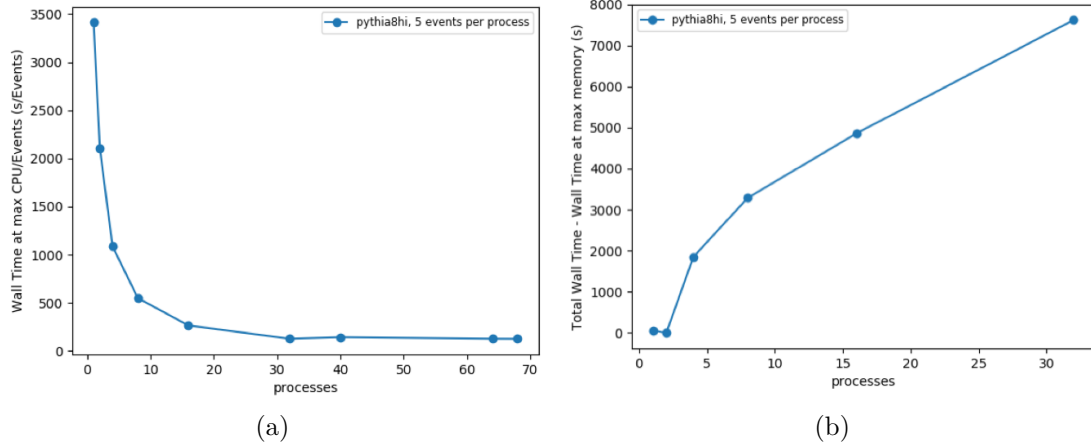 Wall Time at max CPU/Events (s/Events)
3500
3000
2500
2000
1500
1000
500
0
pythia8hi, 5 events per process
0 10 20 30 40 50 60 70
processes
(a)
Total Wall Time - Wall Time at max memory (s)
8000
7000
6000
5000
4000
3000
2000
1000
0
pythia8hi, 5 events per process
0 5 10 15 20 25 30
processes
(b)